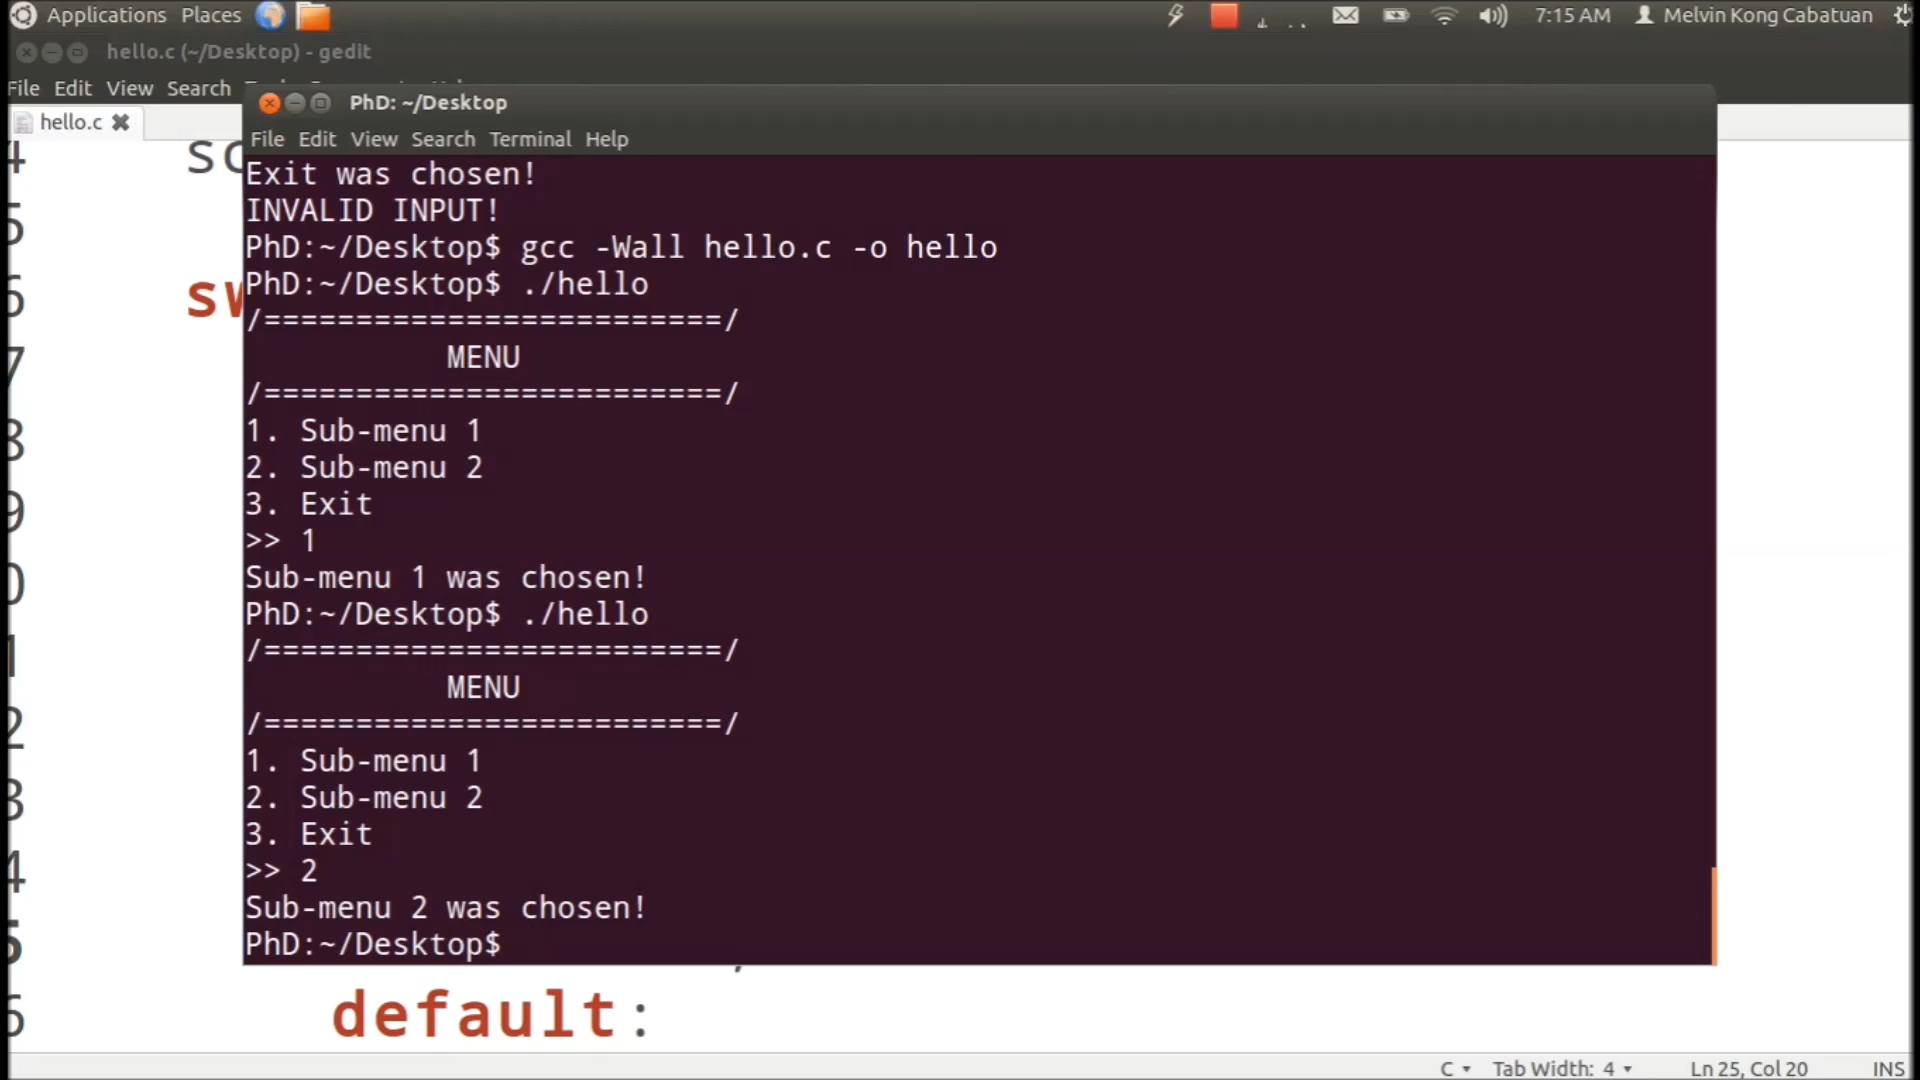 Applications Places 7:15 AM Melvin Kong Cabatuan
hello.c (~/Desktop) - gedit
File Edit View Search
PhD: ~/Desktop
hello.c
File Edit View Search Terminal Help
Exit was chosen!
INVALID INPUT!
PhD:~/Desktop$ gcc -Wall hello.c -o hello
PhD:~/Desktop$ ./hello
/=========================/
MENU
/=========================/
1. Sub-menu 1
2. Sub-menu 2
3. Exit
>> 1
Sub-menu 1 was chosen!
PhD:~/Desktop$ ./hello
/=========================/
MENU
/=========================/
1. Sub-menu 1
2. Sub-menu 2
3. Exit
>> 2
Sub-menu 2 was chosen!
PhD:~/Desktop$
default:
C Tab Width: 4 Ln 25, Col 20 INS